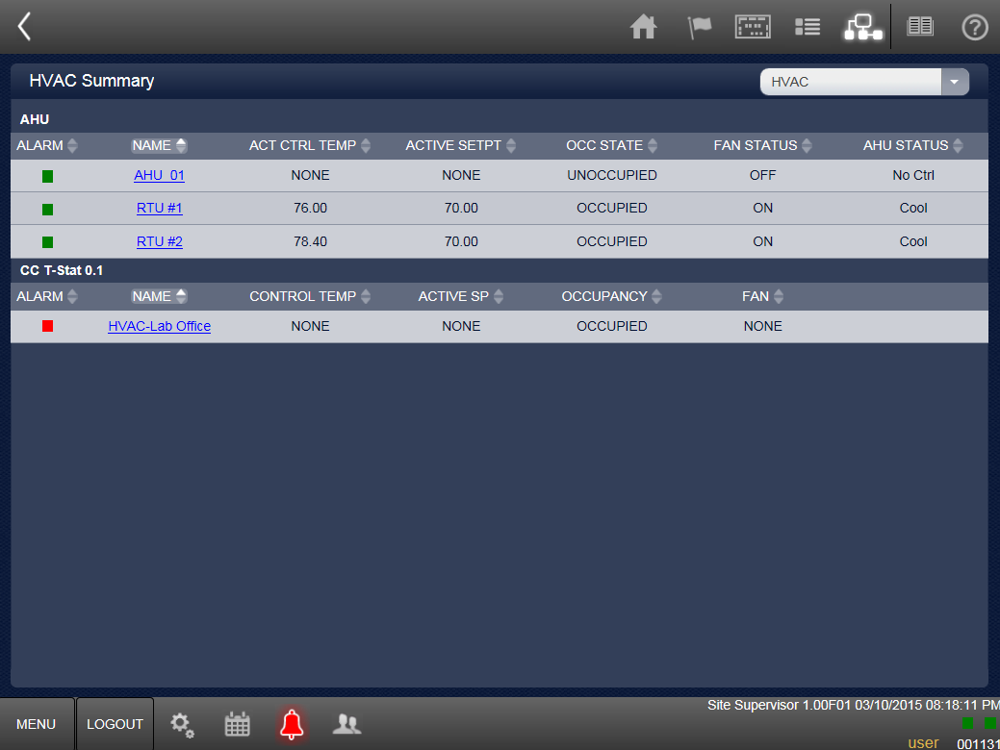 HVAC Summary HVAC
AHU
ALARM NAME ACT CTRL TEMP ACTIVE SETPT OCC STATE FAN STATUS AHU STATUS
AHU_01 NONE NONE UNOCCUPIED OFF No Ctrl
RTU #1 76.00 70.00 OCCUPIED ON Cool
RTU #2 78.40 70.00 OCCUPIED ON Cool
CC T-Stat 0.1
ALARM NAME CONTROL TEMP ACTIVE SP OCCUPANCY FAN
HVAC-Lab Office NONE NONE OCCUPIED NONE
Site Supervisor 1.00F01 03/10/2015 08:18:11 PM
MENU LOGOUT
user 001131